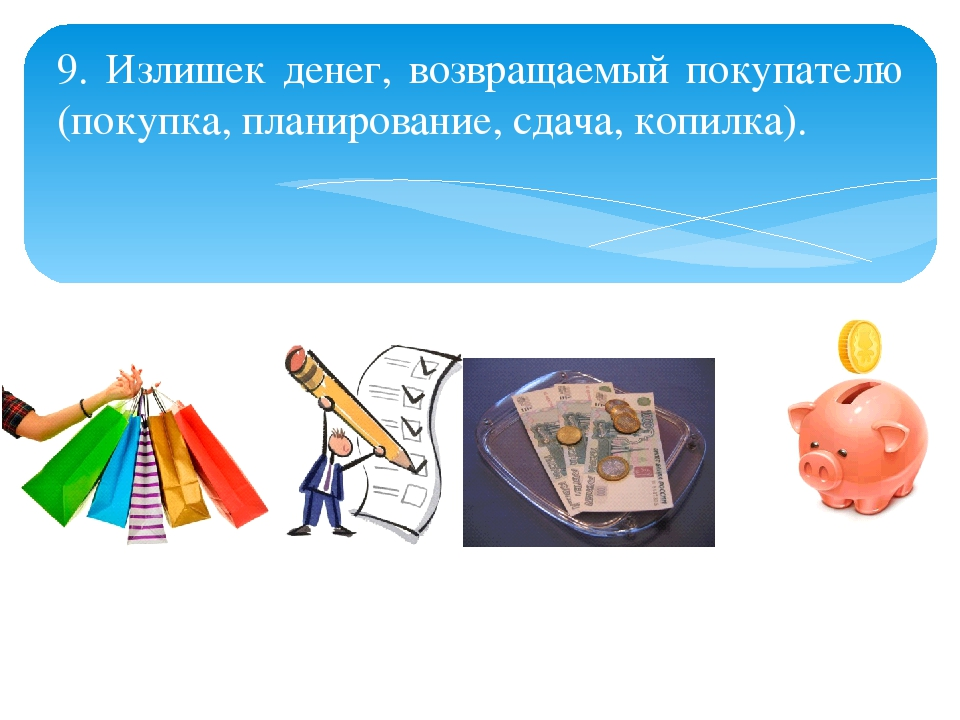 9. Излишек денег, возвращаемый покупателю
(покупка, планирование, сдача, копилка).